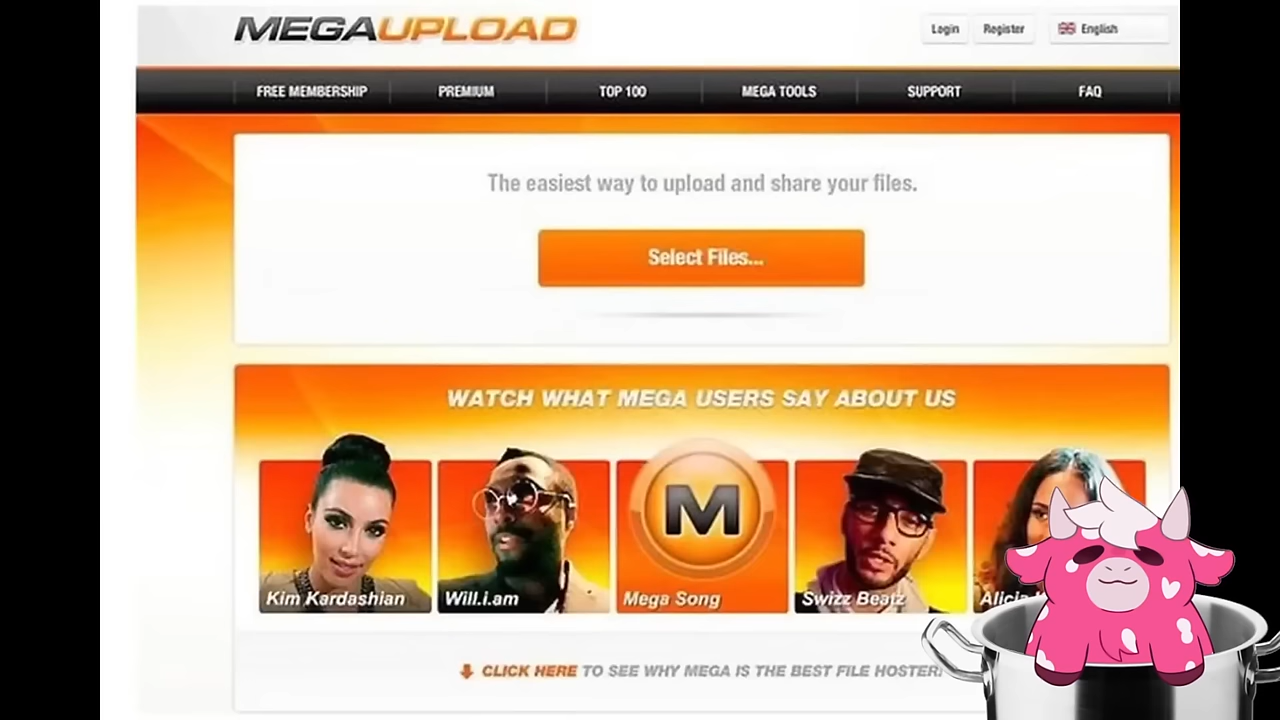 MEGAUPLOAD
Login Register English
FREE MEMBERSHIP PREMIUM TOP 100 MEGA TOOLS SUPPORT FAQ
The easiest way to upload and share your files.
Select Files...
WATCH WHAT MEGA USERS SAY ABOUT US
M
Kim Kardashian Will.i.am Mega Song Swizz Beatz Alicia
CLICK HERE TO SEE WHY MEGA IS THE BEST FILE HOSTER!